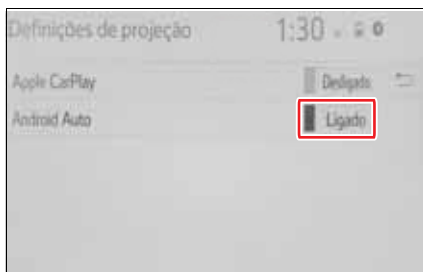 Definições de projeção 1:30
Apple CarPlay Desligado
Android Auto Ligado